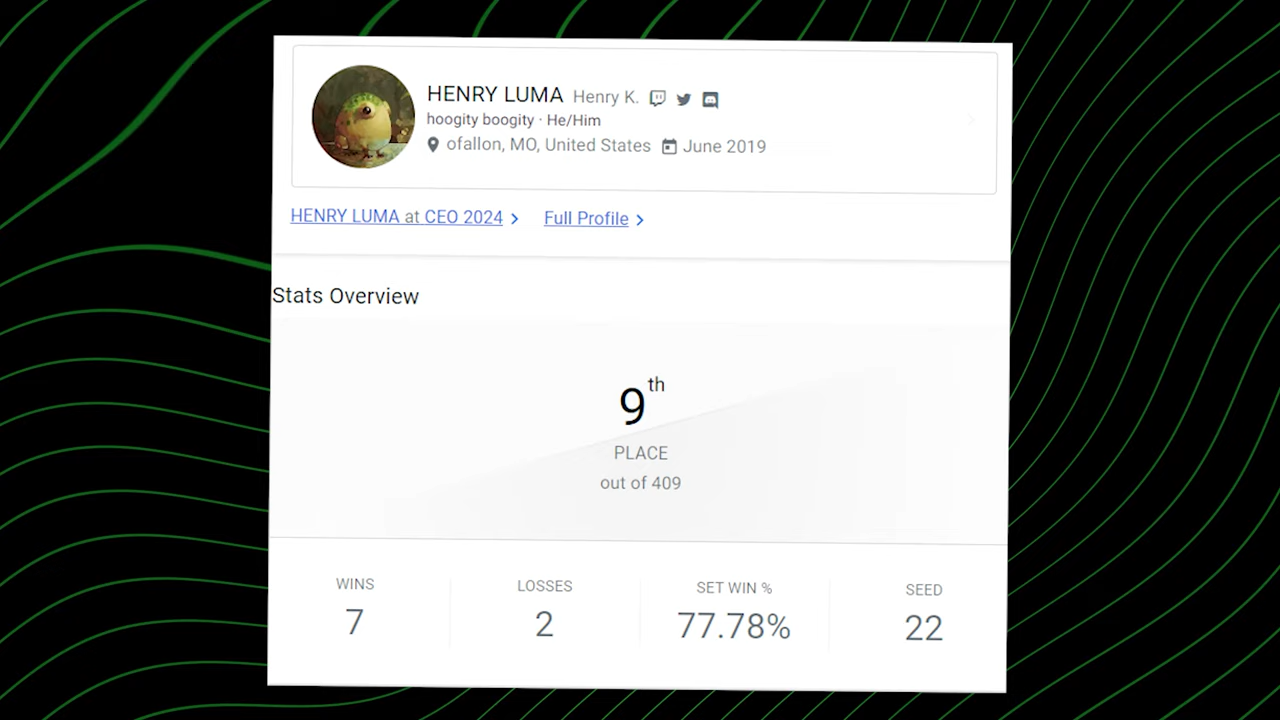 HENRY LUMA Henry K.
hoogity boogity · He/Him
ofallon, MO, United States June 2019
HENRY LUMA at CEO 2024 Full Profile
Stats Overview
9th
PLACE
out of 409
WINS LOSSES SET WIN % SEED
7 2 77.78% 22